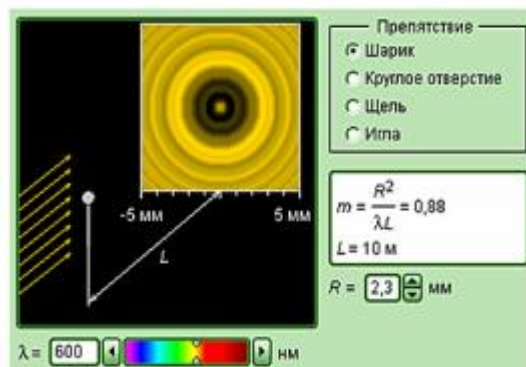 Препятствие
Шарик
Круглое отверстие
Щель
Игла
-5 мм
5 мм
L
m = R²/λL = 0,88
L = 10 м
R = 2,3 мм
λ = 600 нм